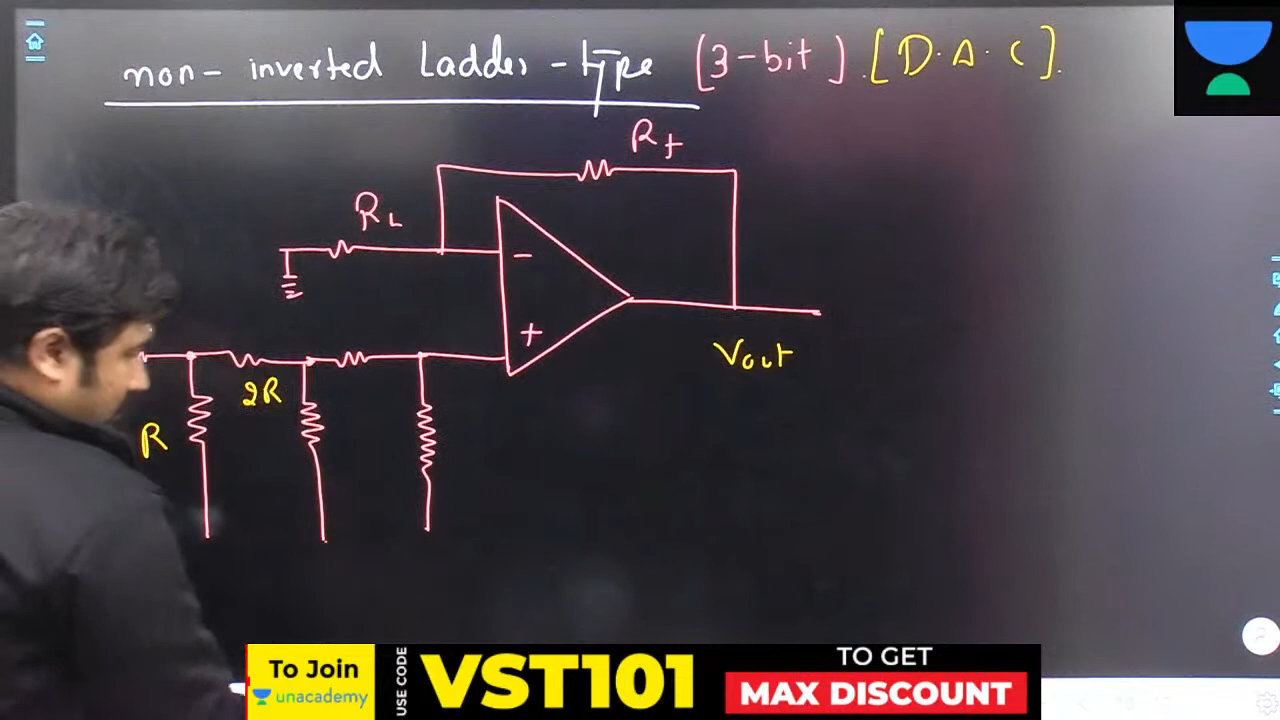 non-inverted Ladder-type (3-bit). [D.A.C].
Rf
RL
-
+
Vout
2R
R
To Join
unacademy
USE CODE
VST101
TO GET
MAX DISCOUNT